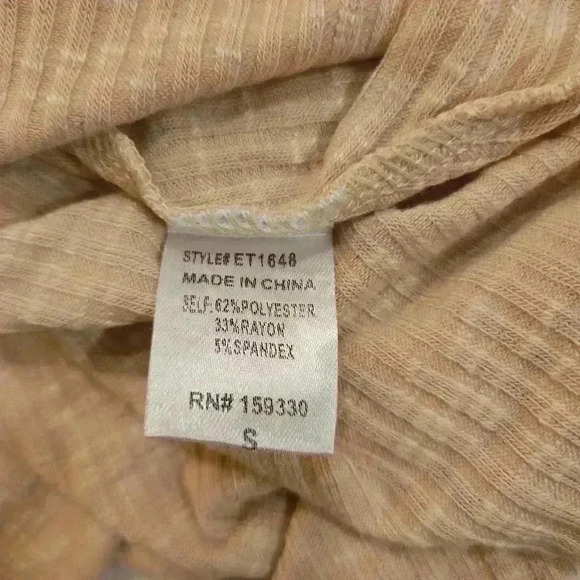 STYLE# ET1648
MADE IN CHINA
SELF: 62%POLYESTER
33%RAYON
5%SPANDEX
RN# 159330
S